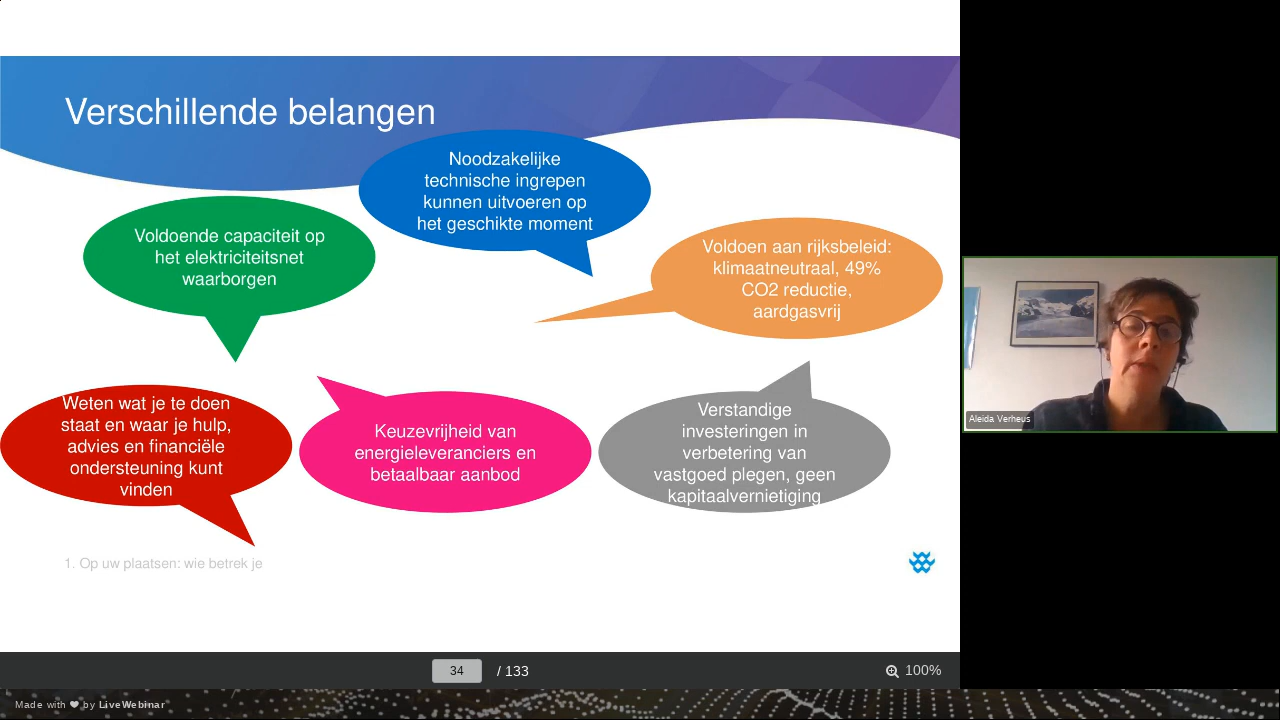 Verschillende belangen
Noodzakelijke
technische ingrepen
kunnen uitvoeren op
het geschikte moment
Voldoende capaciteit op
het elektriciteitsnet
waarborgen
Voldoen aan rijksbeleid:
klimaatneutraal, 49%
CO2 reductie,
aardgasvrij
Weten wat je te doen
staat en waar je hulp,
advies en financiële
ondersteuning kunt
vinden
Keuzevrijheid van
energieleveranciers en
betaalbaar aanbod
Verstandige
investeringen in
verbetering van
vastgoed plegen, geen
kapitaalvernietiging
1. Op uw plaatsen: wie betrek je
Aleida Verheus
34 / 133
100%
Made with ❤ by LiveWebinar